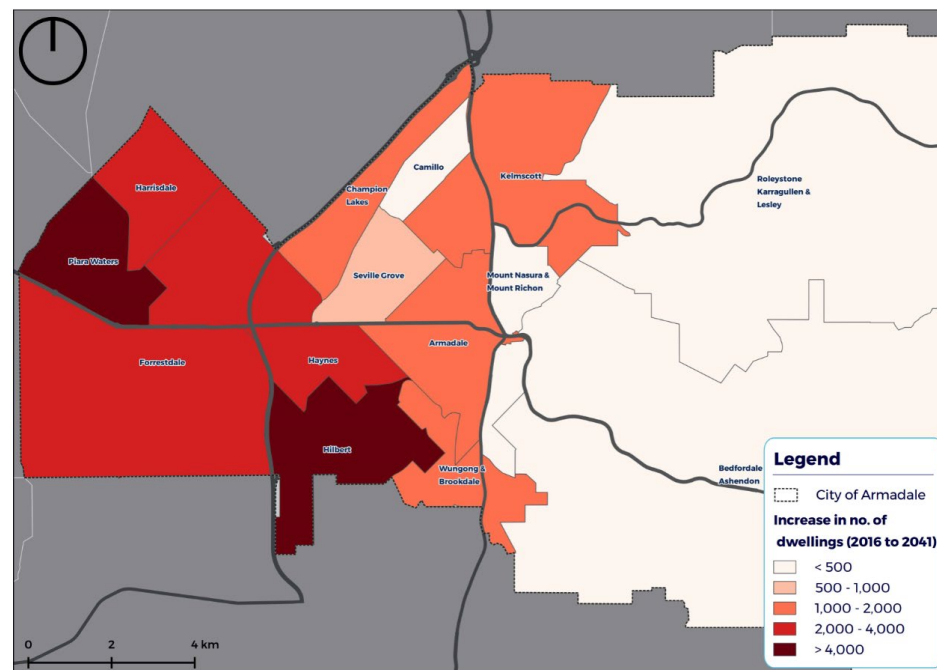 Harrisdale
Piara Waters
Forrestdale
Champion
Lakes
Camillo
Kelmscott
Seville Grove
Mount Nasura &
Mount Richon
Roleystone
Karragullen &
Lesley
Haynes
Armadale
Hilbert
Wungong &
Brookdale
Bedfordale
Ashendon
Legend
City of Armadale
Increase in no. of
dwellings (2016 to 2041)
< 500
500 - 1,000
1,000 - 2,000
2,000 - 4,000
> 4,000
0 2 4 km